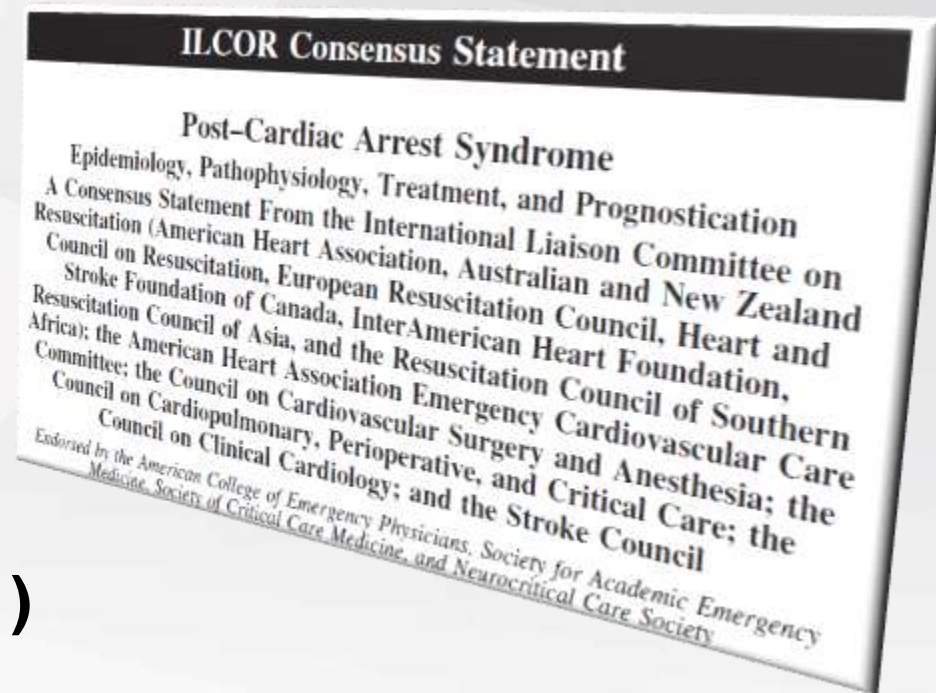 ILCOR Consensus Statement
Post–Cardiac Arrest Syndrome
Epidemiology, Pathophysiology, Treatment, and Prognostication
A Consensus Statement From the International Liaison Committee on
Resuscitation (American Heart Association, Australian and New Zealand
Council on Resuscitation, European Resuscitation Council, Heart and
Stroke Foundation of Canada, InterAmerican Heart Foundation,
Resuscitation Council of Asia, and the Resuscitation Council of Southern
Africa); the American Heart Association Emergency Cardiovascular Care
Committee; the Council on Cardiovascular Surgery and Anesthesia; the
Council on Cardiopulmonary, Perioperative, and Critical Care; the
Council on Clinical Cardiology; and the Stroke Council
Endorsed by the American College of Emergency Physicians, Society for Academic Emergency
Medicine, Society of Critical Care Medicine, and Neurocritical Care Society
)